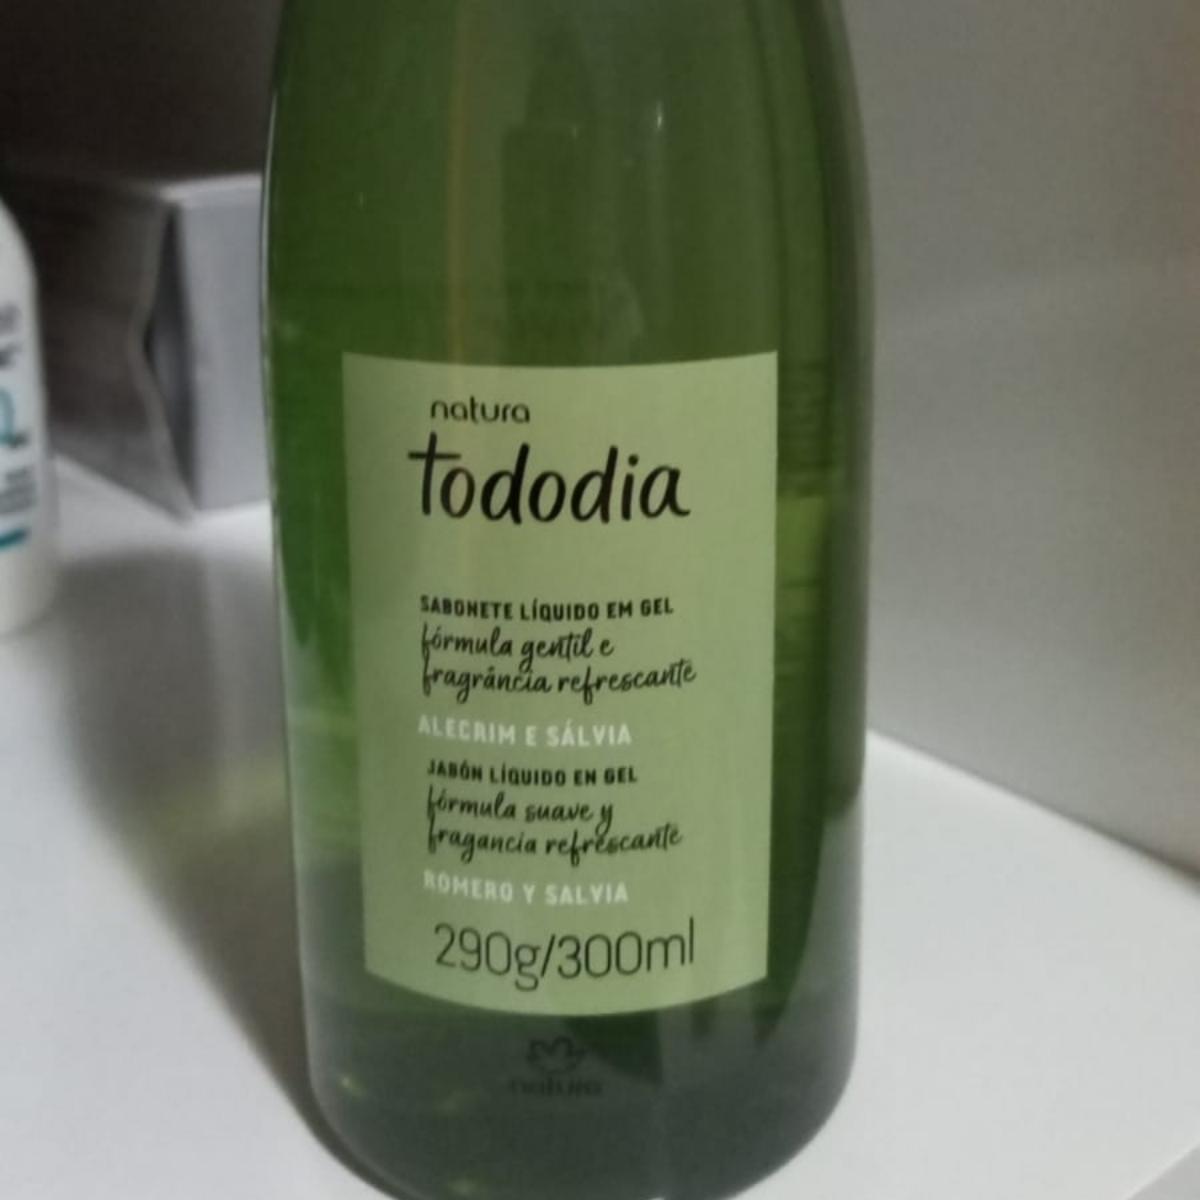 natura
tododia
SABONETE LÍQUIDO EM GEL
fórmula gentil e
fragrância refrescante
ALECRIM E SÁLVIA
JABÓN LÍQUIDO EN GEL
fórmula suave y
fragancia refrescante
ROMERO Y SALVIA
290g/300ml
natura